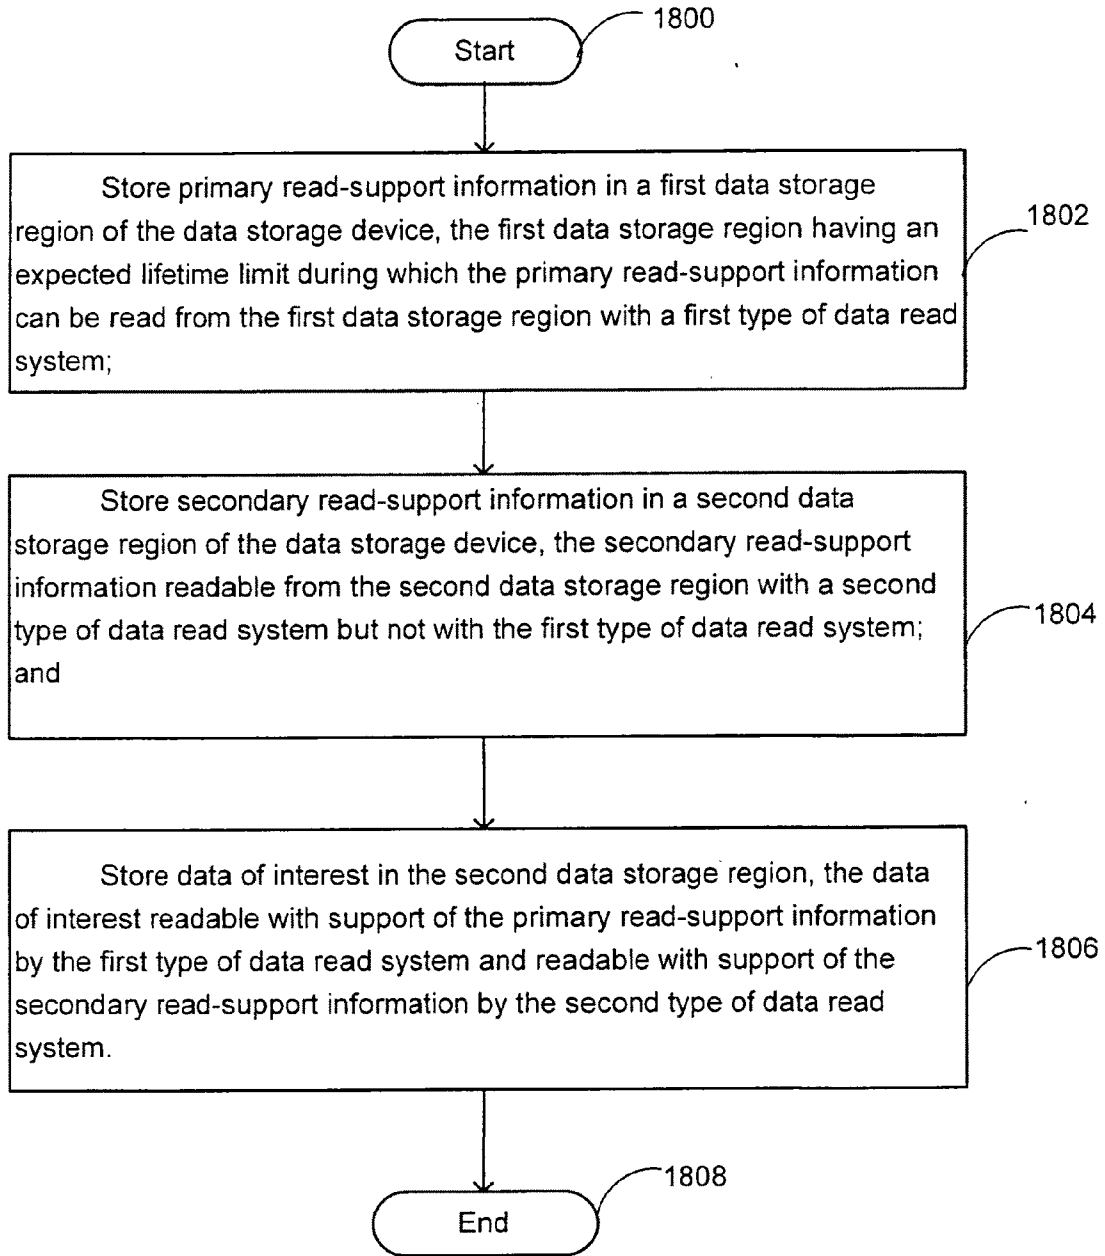 1800
Start
Store primary read-support information in a first data storage
region of the data storage device, the first data storage region having an
expected lifetime limit during which the primary read-support information
can be read from the first data storage region with a first type of data read
system;
1802
Store secondary read-support information in a second data
storage region of the data storage device, the secondary read-support
information readable from the second data storage region with a second
type of data read system but not with the first type of data read system;
and
1804
Store data of interest in the second data storage region, the data
of interest readable with support of the primary read-support information
by the first type of data read system and readable with support of the
secondary read-support information by the second type of data read
system.
1806
1808
End